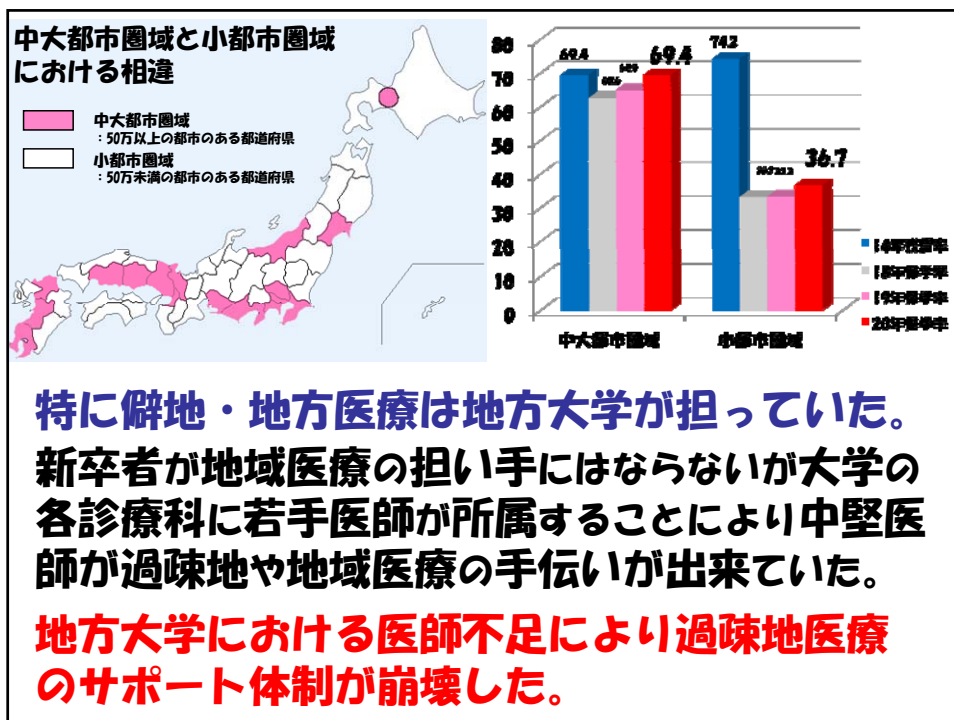 中大都市圏域と小都市圏域
における相違
中大都市圏域
：50万以上の都市のある都道府県
小都市圏域
：50万未満の都市のある都道府県
80
70
60
50
40
30
20
10
0
69.4
69.4
74.2
36.7
中大都市圏域
小都市圏域
特に僻地・地方医療は地方大学が担っていた。
新卒者が地域医療の担い手にはならないが大学の
各診療科に若手医師が所属することにより中堅医
師が過疎地や地域医療の手伝いが出来ていた。
地方大学における医師不足により過疎地医療
のサポート体制が崩壊した。